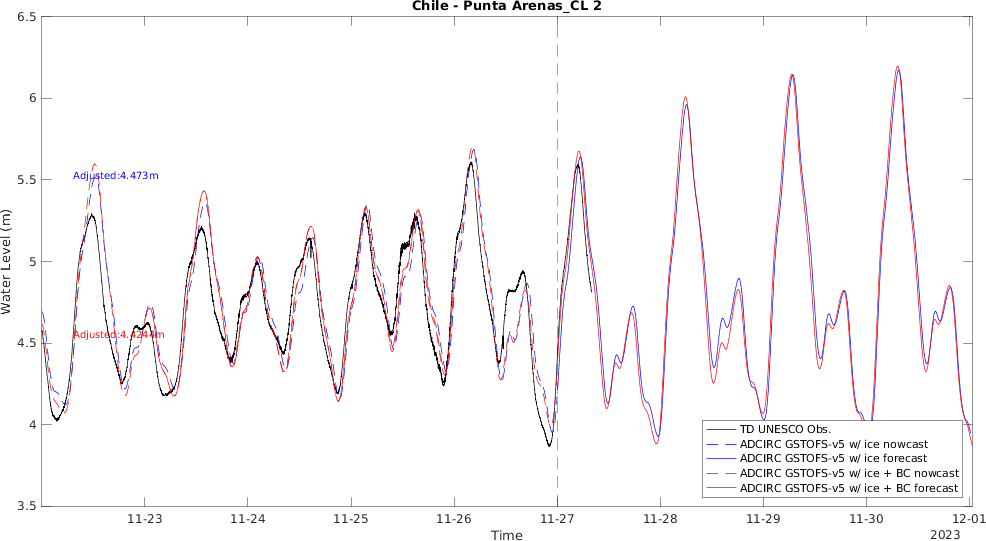 Chile - Punta Arenas_CL 2
Water Level (m)
6.5
6
5.5
5
4.5
4
3.5
Adjusted:4.473m
Adjusted:4.4244m
TD UNESCO Obs.
ADCIRC GSTOFS-v5 w/ ice nowcast
ADCIRC GSTOFS-v5 w/ ice forecast
ADCIRC GSTOFS-v5 w/ ice + BC nowcast
ADCIRC GSTOFS-v5 w/ ice + BC forecast
11-23 11-24 11-25 11-26 11-27 11-28 11-29 11-30 12-01
Time
2023